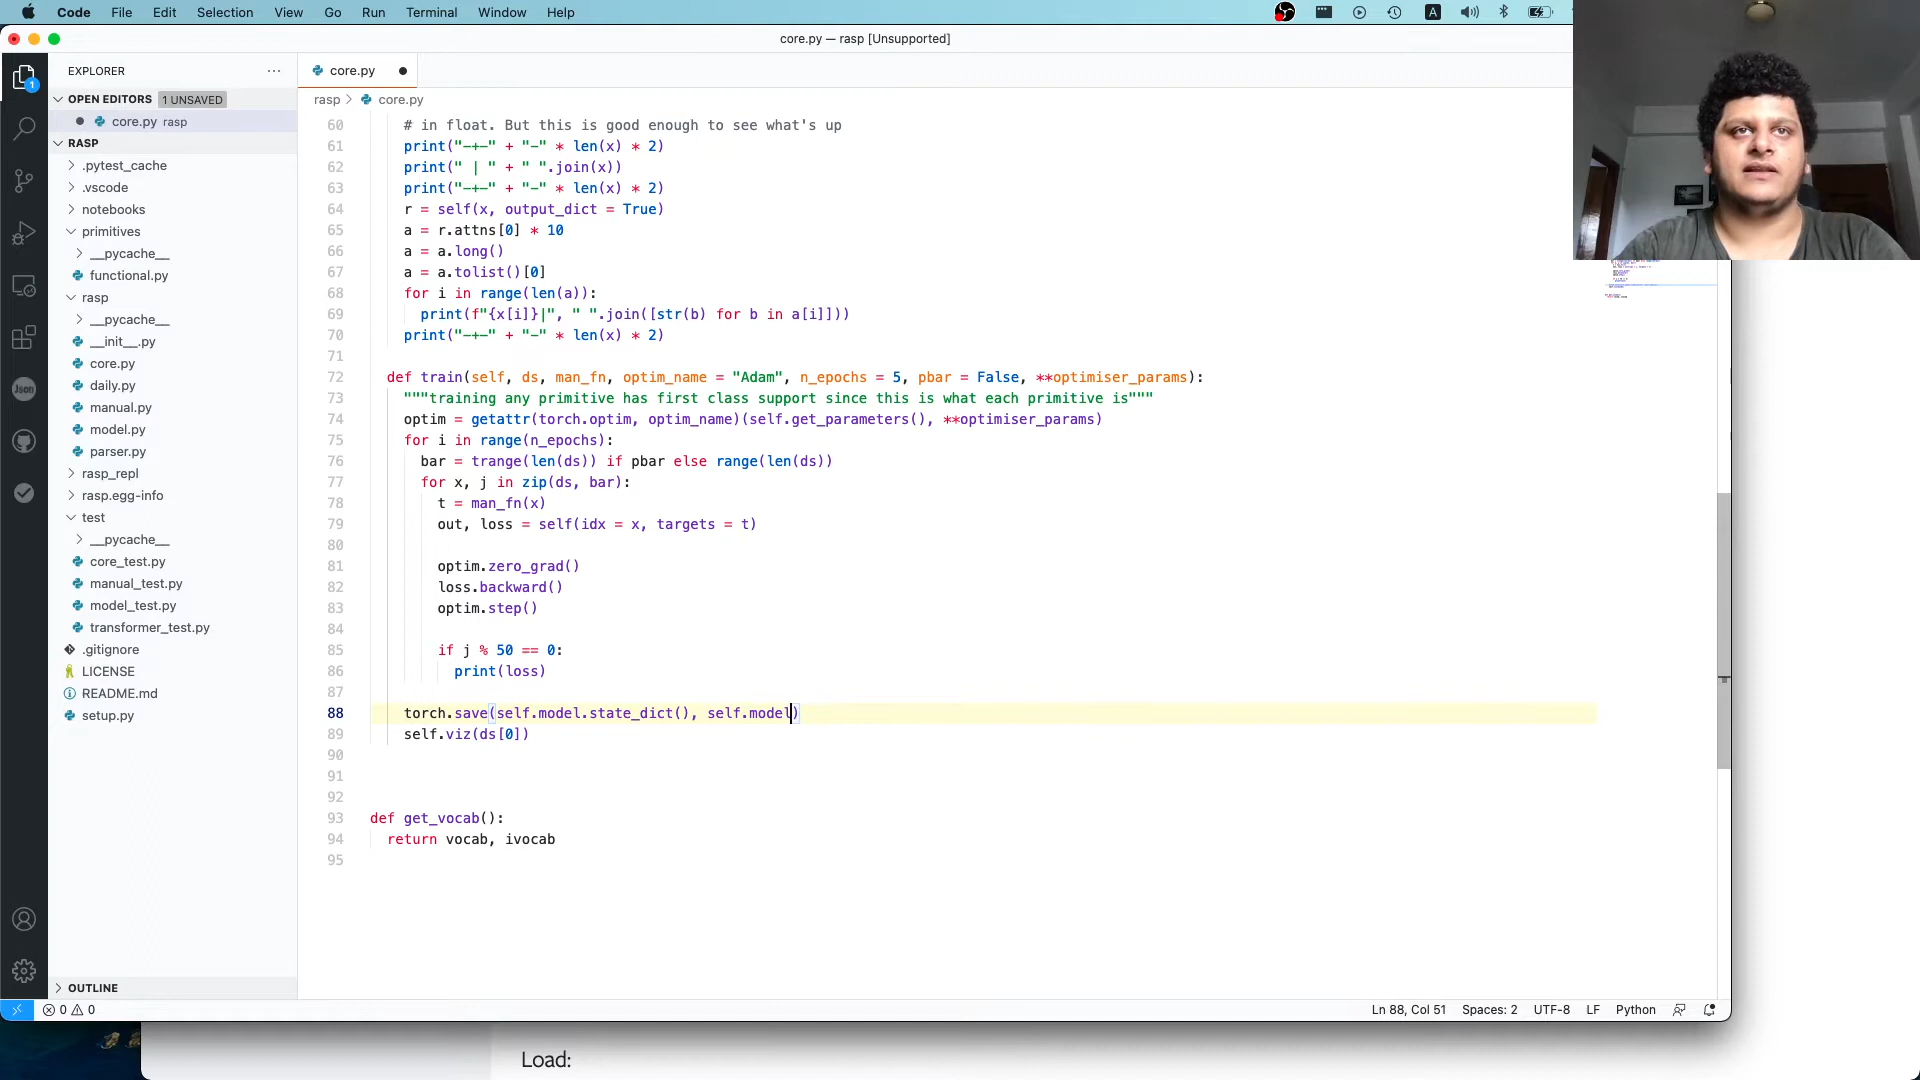 Code File Edit Selection View Go Run Terminal Window Help
A
core.py — rasp [Unsupported]
EXPLORER
1
OPEN EDITORS 1 UNSAVED
core.py rasp
RASP
.pytest_cache
.vscode
notebooks
primitives
__pycache__
functional.py
rasp
__pycache__
__init__.py
core.py
daily.py
manual.py
model.py
parser.py
rasp_repl
rasp.egg-info
test
__pycache__
core_test.py
manual_test.py
model_test.py
transformer_test.py
.gitignore
LICENSE
README.md
setup.py
OUTLINE
Json
core.py
rasp > core.py
60 # in float. But this is good enough to see what's up
61 print("-+-" + "-" * len(x) * 2)
62 print(" | " + " ".join(x))
63 print("-+-" + "-" * len(x) * 2)
64 r = self(x, output_dict = True)
65 a = r.attns[0] * 10
66 a = a.long()
67 a = a.tolist()[0]
68 for i in range(len(a)):
69 print(f"{x[i]}|", " ".join([str(b) for b in a[i]]))
70 print("-+-" + "-" * len(x) * 2)
71
72 def train(self, ds, man_fn, optim_name = "Adam", n_epochs = 5, pbar = False, **optimiser_params):
73 """training any primitive has first class support since this is what each primitive is"""
74 optim = getattr(torch.optim, optim_name)(self.get_parameters(), **optimiser_params)
75 for i in range(n_epochs):
76 bar = trange(len(ds)) if pbar else range(len(ds))
77 for x, j in zip(ds, bar):
78 t = man_fn(x)
79 out, loss = self(idx = x, targets = t)
80
81 optim.zero_grad()
82 loss.backward()
83 optim.step()
84
85 if j % 50 == 0:
86 print(loss)
87
88 torch.save(self.model.state_dict(), self.model)
89 self.viz(ds[0])
90
91
92
93 def get_vocab():
94 return vocab, ivocab
95
0 0
Ln 88, Col 51 Spaces: 2 UTF-8 LF Python
Load: